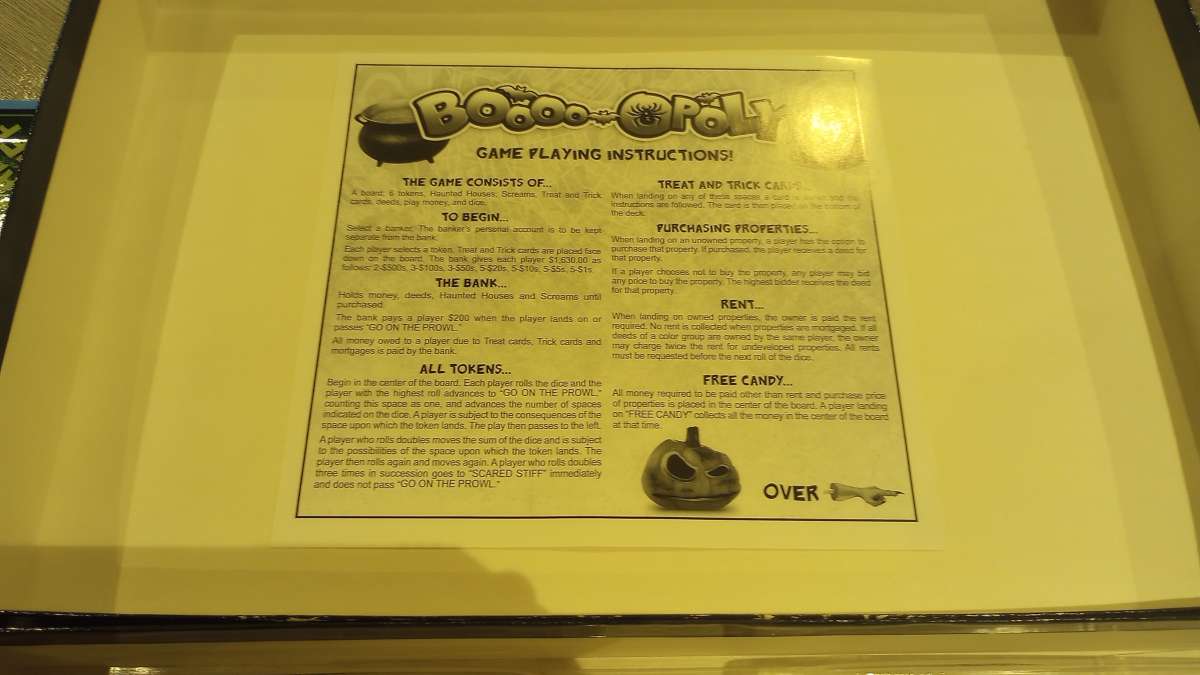 BOOOO-OPOLY
GAME PLAYING INSTRUCTIONS!
THE GAME CONSISTS OF...
A board, 6 tokens, Haunted Houses, Screams, Treat and Trick
cards, deeds, play money, and dice.
TO BEGIN...
Select a banker. The banker's personal account is to be kept
separate from the bank.
Each player selects a token. Treat and Trick cards are placed face
down on the board. The bank gives each player $1,630.00 as
follows: 2-$500s, 3-$100s, 3-$50s, 5-$20s, 5-$10s, 5-$5s, 5-$1s.
THE BANK...
Holds money, deeds, Haunted Houses and Screams until
purchased.
The bank pays a player $200 when the player lands on or
passes "GO ON THE PROWL."
All money owed to a player due to Treat cards, Trick cards and
mortgages is paid by the bank.
ALL TOKENS...
Begin in the center of the board. Each player rolls the dice and the
player with the highest roll advances to "GO ON THE PROWL,"
counting this space as one, and advances the number of spaces
indicated on the dice. A player is subject to the consequences of the
space upon which the token lands. The play then passes to the left.
A player who rolls doubles moves the sum of the dice and is subject
to the possibilities of the space upon which the token lands. The
player then rolls again and moves again. A player who rolls doubles
three times in succession goes to "SCARED STIFF" immediately
and does not pass "GO ON THE PROWL."
TREAT AND TRICK CARDS...
When landing on any of these spaces a card is and the
instructions are followed. The card is then placed on the bottom of
the deck.
PURCHASING PROPERTIES...
When landing on an unowned property, a player has the option to
purchase that property. If purchased, the player receives a deed for
that property.
If a player chooses not to buy the property, any player may bid
any price to buy the property. The highest bidder receives the deed
for that property.
RENT...
When landing on owned properties, the owner is paid the rent
required. No rent is collected when properties are mortgaged. If all
deeds of a color group are owned by the same player, the owner
may charge twice the rent for undeveloped properties. All rents
must be requested before the next roll of the dice.
FREE CANDY...
All money required to be paid other than rent and purchase price
of properties is placed in the center of the board. A player landing
on "FREE CANDY" collects all the money in the center of the board
at that time.
OVER